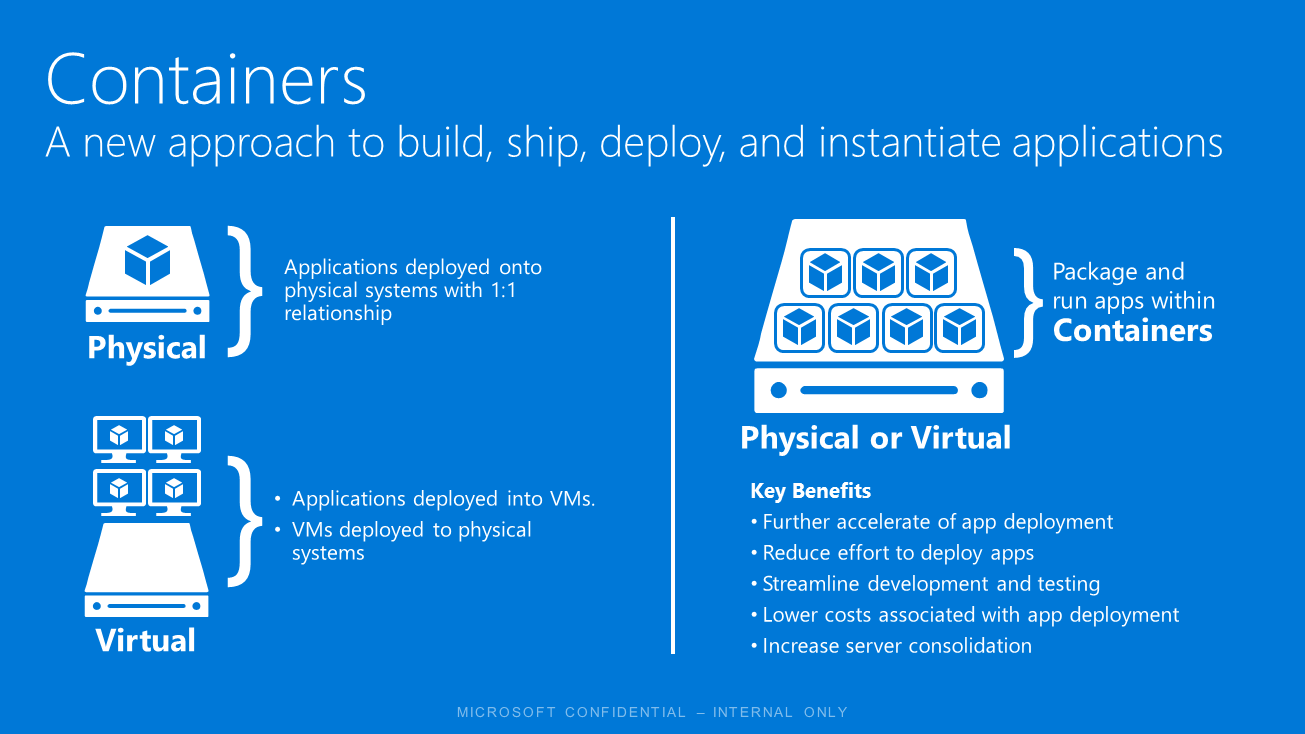 Containers
A new approach to build, ship, deploy, and instantiate applications
Applications deployed onto
physical systems with 1:1
relationship
Physical
• Applications deployed into VMs.
• VMs deployed to physical
systems
Virtual
Package and
run apps within
Containers
Physical or Virtual
Key Benefits
• Further accelerate of app deployment
• Reduce effort to deploy apps
• Streamline development and testing
• Lower costs associated with app deployment
• Increase server consolidation
MICROSOFT CONFIDENTIAL – INTERNAL ONLY